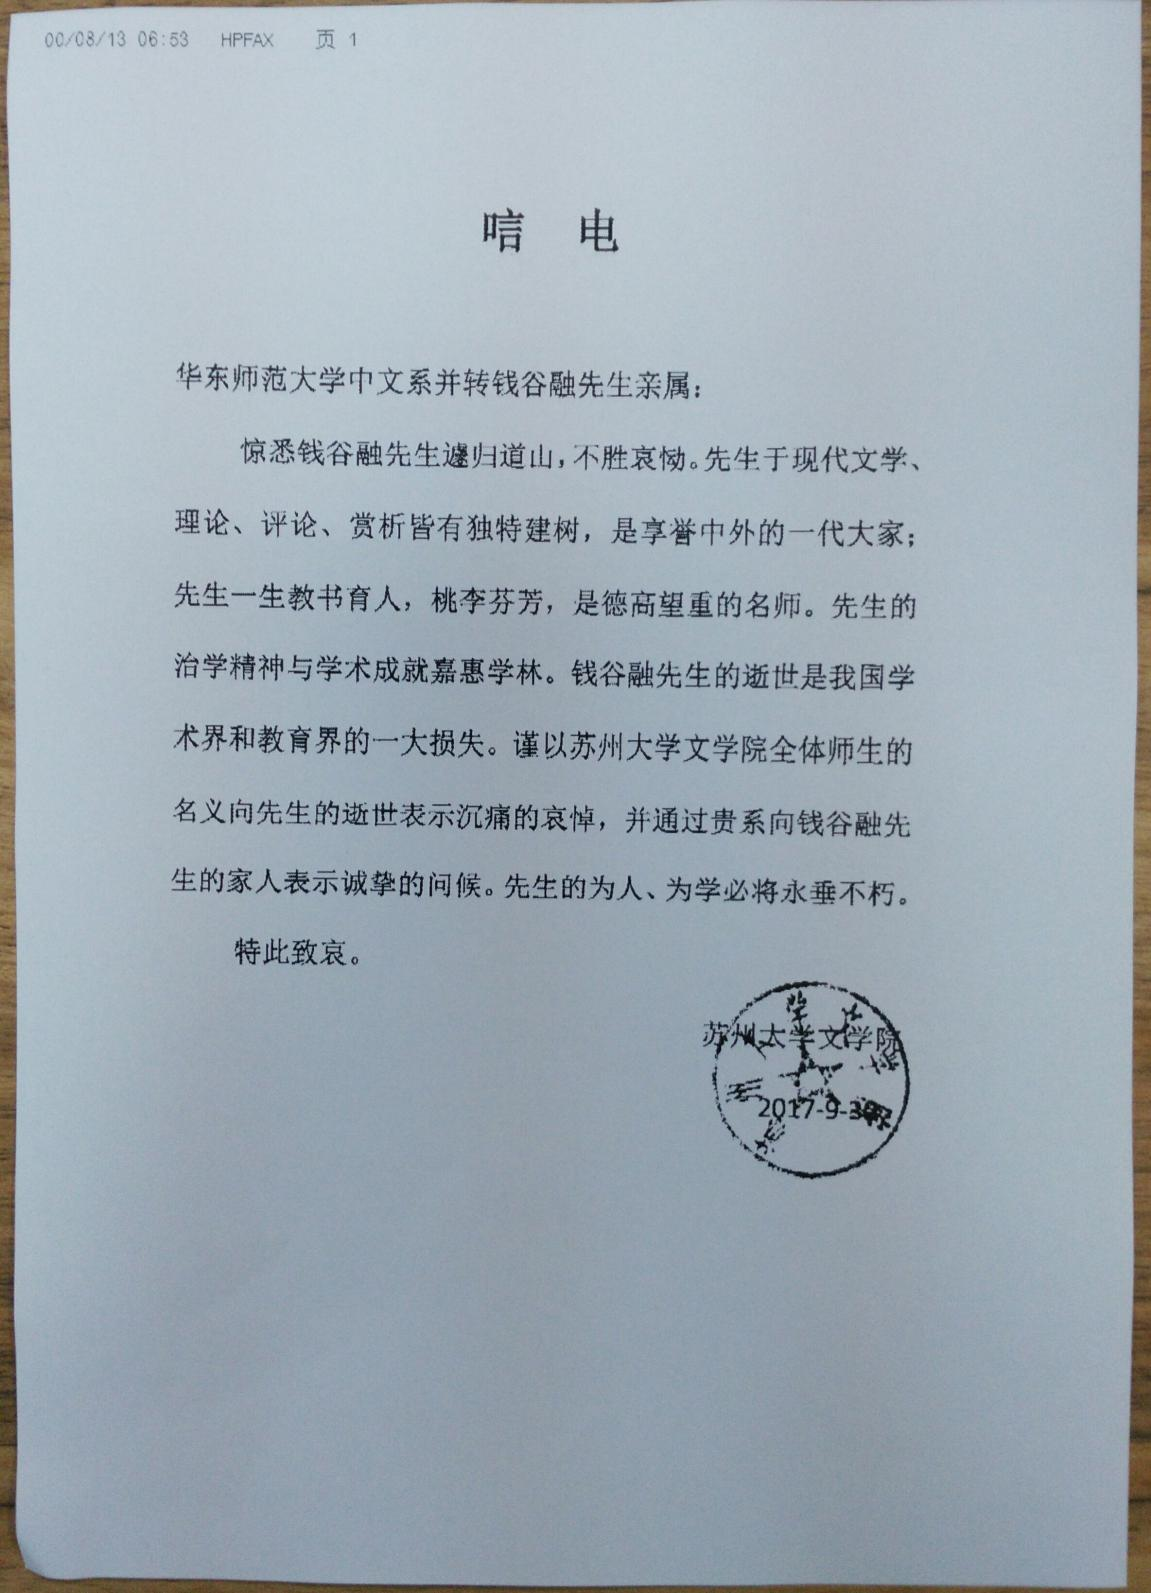 00/08/13 06:53 HPFAX 页 1
唁 电
华东师范大学中文系并转钱谷融先生亲属：
惊悉钱谷融先生遽归道山，不胜哀恸。先生于现代文学、
理论、评论、赏析皆有独特建树，是享誉中外的一代大家；
先生一生教书育人，桃李芬芳，是德高望重的名师。先生的
治学精神与学术成就嘉惠学林。钱谷融先生的逝世是我国学
术界和教育界的一大损失。谨以苏州大学文学院全体师生的
名义向先生的逝世表示沉痛的哀悼，并通过贵系向钱谷融先
生的家人表示诚挚的问候。先生的为人、为学必将永垂不朽。
特此致哀。
苏州大学文学院
2017-9-